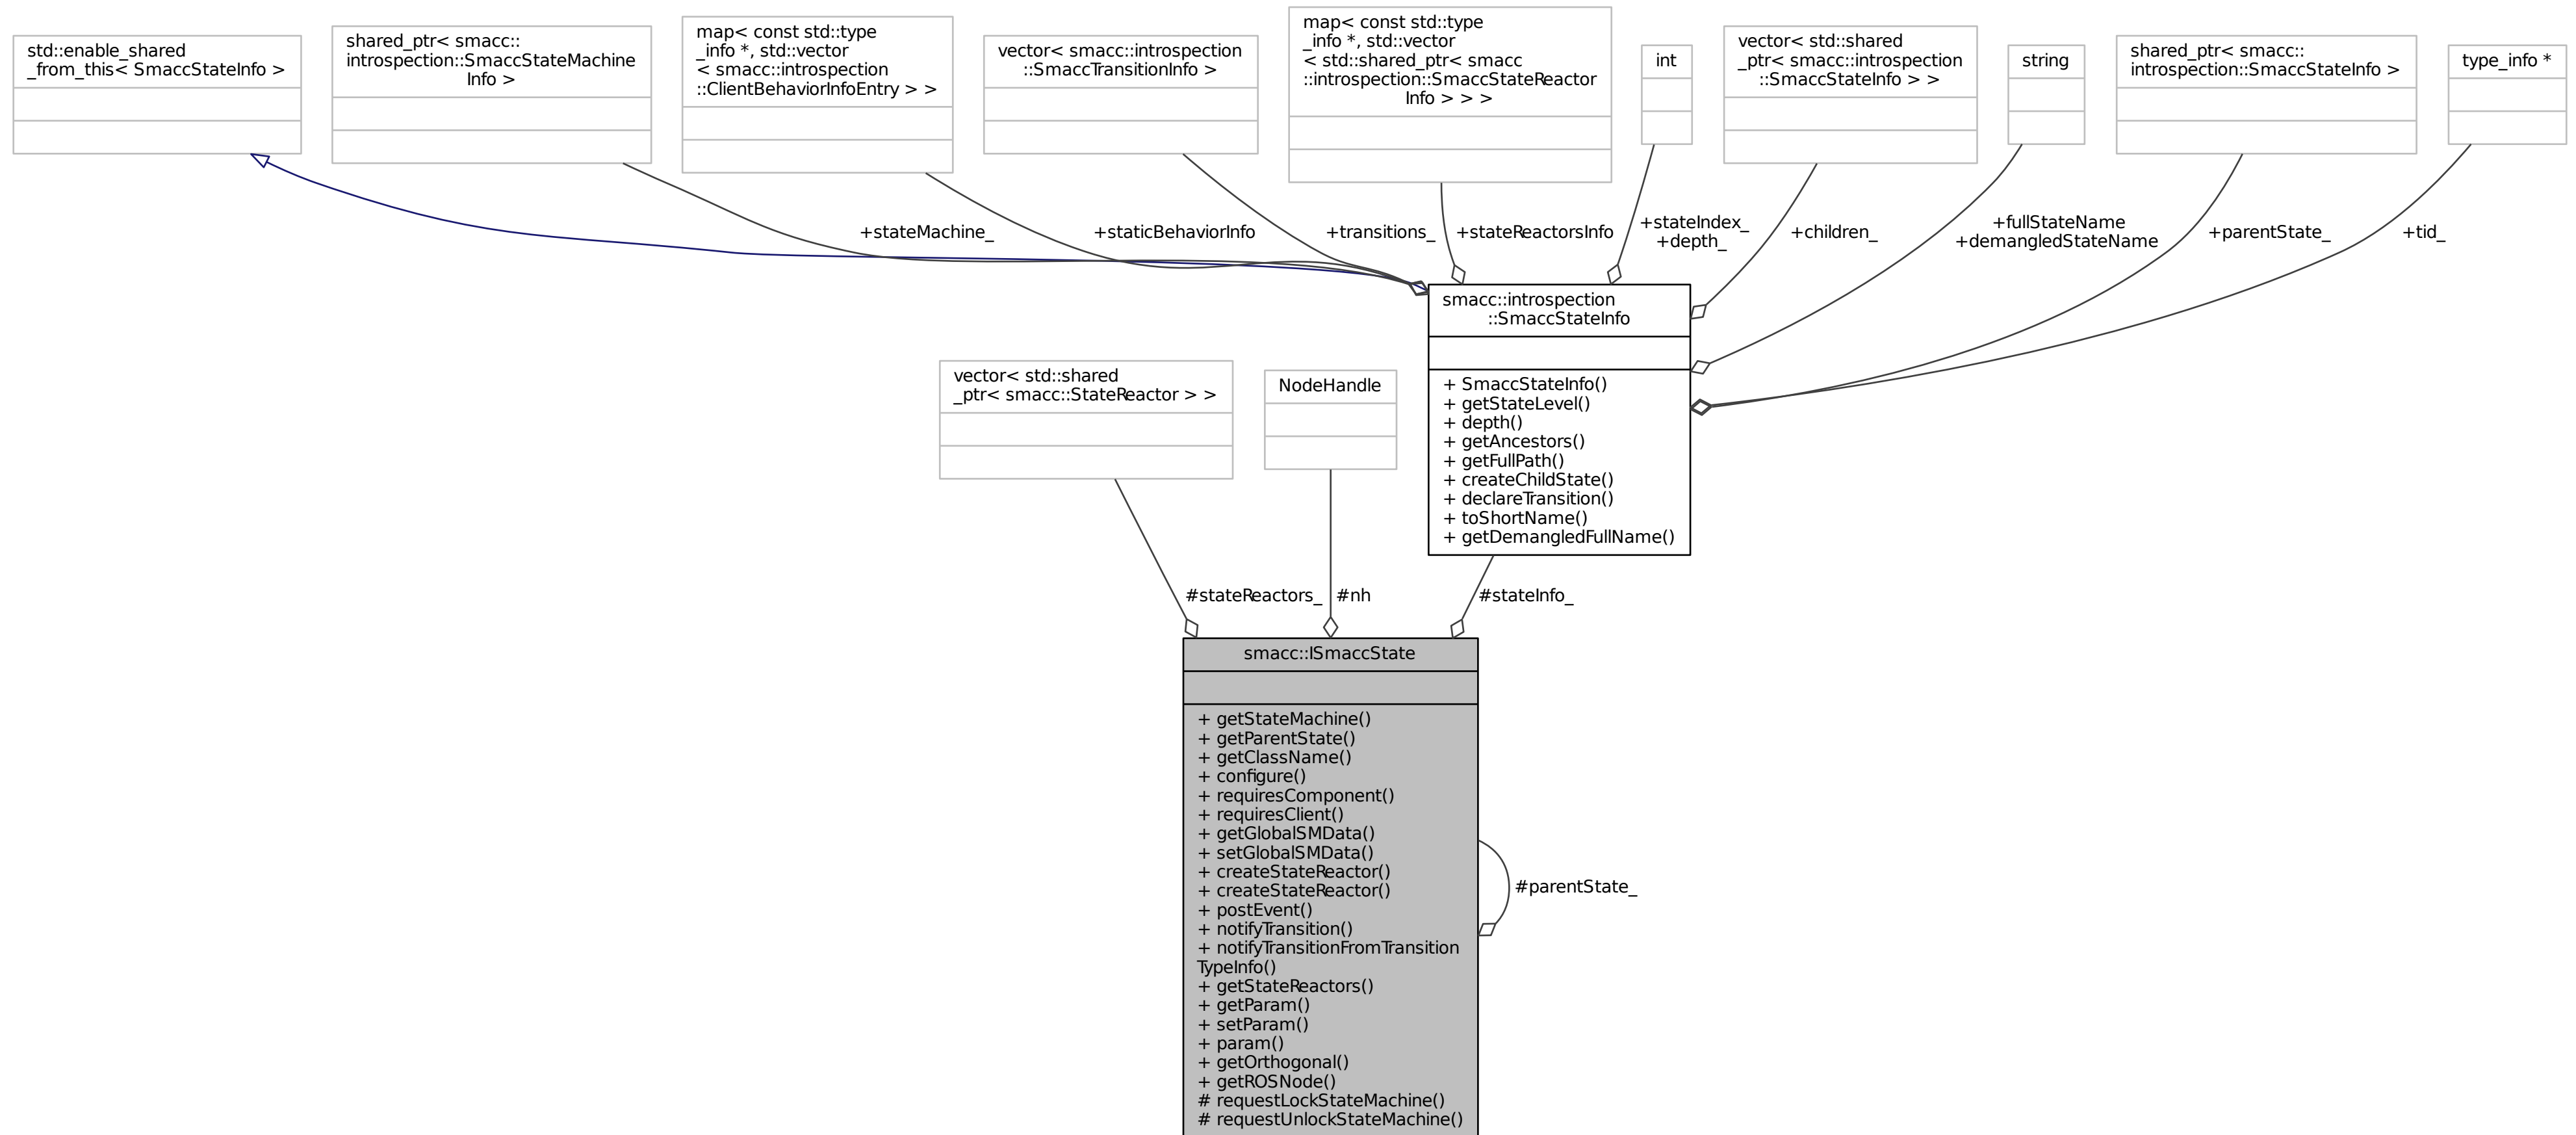 std::enable_shared
_from_this< SmaccStateInfo >
shared_ptr< smacc::
introspection::SmaccStateMachine
Info >
map< const std::type
_info *, std::vector
< smacc::introspection
::ClientBehaviorInfoEntry > >
vector< smacc::introspection
::SmaccTransitionInfo >
map< const std::type
_info *, std::vector
< std::shared_ptr< smacc
::introspection::SmaccStateReactor
Info > > >
int
vector< std::shared
_ptr< smacc::introspection
::SmaccStateInfo > >
string
shared_ptr< smacc::
introspection::SmaccStateInfo >
type_info *
+stateMachine_
+staticBehaviorInfo
+transitions_
+stateReactorsInfo
+stateIndex_
+depth_
+children_
+fullStateName
+demangledStateName
+parentState_
+tid_
smacc::introspection
::SmaccStateInfo
+ SmaccStateInfo()
+ getStateLevel()
+ depth()
+ getAncestors()
+ getFullPath()
+ createChildState()
+ declareTransition()
+ toShortName()
+ getDemangledFullName()
vector< std::shared
_ptr< smacc::StateReactor > >
NodeHandle
#stateReactors_
#nh
#stateInfo_
smacc::ISmaccState
+ getStateMachine()
+ getParentState()
+ getClassName()
+ configure()
+ requiresComponent()
+ requiresClient()
+ getGlobalSMData()
+ setGlobalSMData()
+ createStateReactor()
+ createStateReactor()
+ postEvent()
+ notifyTransition()
+ notifyTransitionFromTransition
TypeInfo()
+ getStateReactors()
+ getParam()
+ setParam()
+ param()
+ getOrthogonal()
+ getROSNode()
# requestLockStateMachine()
# requestUnlockStateMachine()
#parentState_